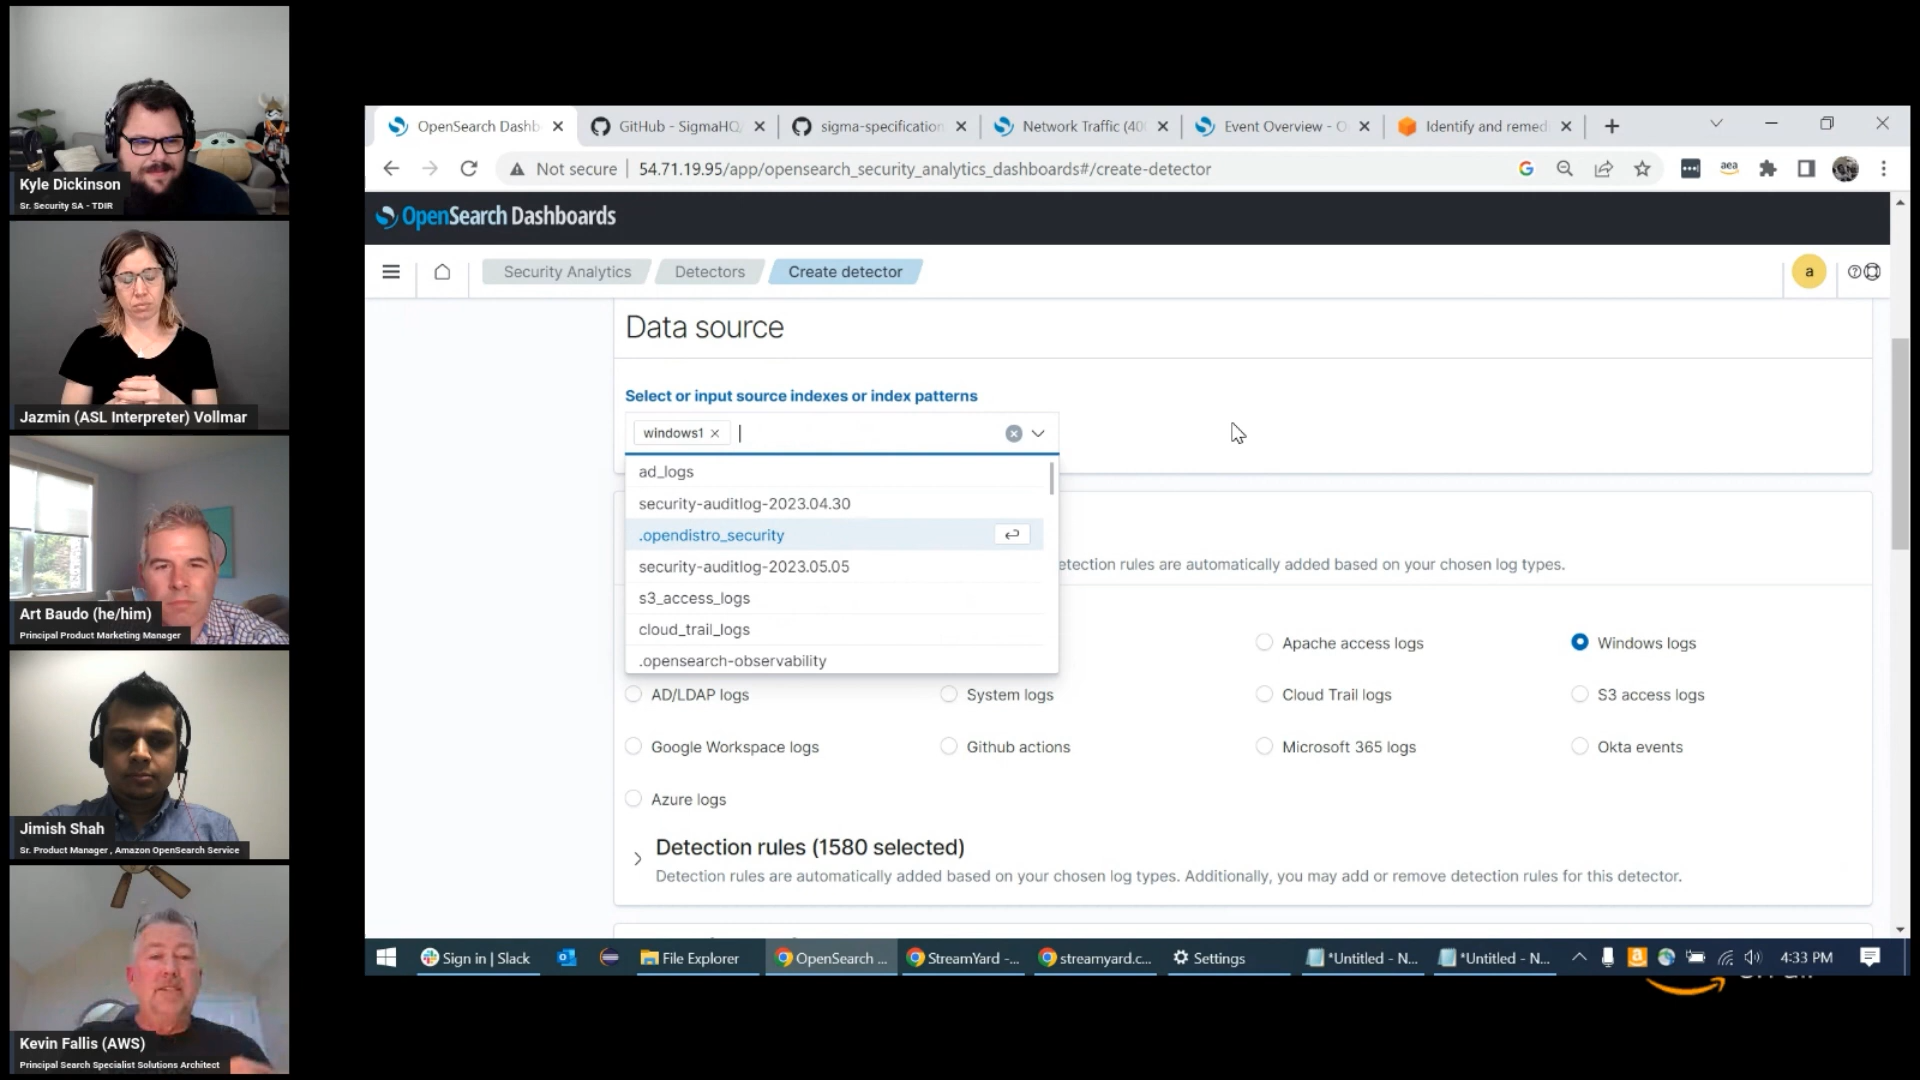 Kyle Dickinson
Sr. Security SA - TDIR
Jazmin (ASL Interpreter) Vollmar
Art Baudo (he/him)
Principal Product Marketing Manager
Jimish Shah
Sr. Product Manager, Amazon OpenSearch Service
Kevin Fallis (AWS)
Principal Search Specialist Solutions Architect
OpenSearch Dashb
GitHub - SigmaHQ
sigma-specification
Network Traffic (40
Event Overview - O
Identify and remed
Not secure
54.71.19.95/app/opensearch_security_analytics_dashboards#/create-detector
aea
OpenSearch Dashboards
Security Analytics
Detectors
Create detector
a
Data source
Select or input source indexes or index patterns
windows1
ad_logs
security-auditlog-2023.04.30
.opendistro_security
security-auditlog-2023.05.05
s3_access_logs
cloud_trail_logs
.opensearch-observability
etection rules are automatically added based on your chosen log types.
Apache access logs
Windows logs
AD/LDAP logs
System logs
Cloud Trail logs
S3 access logs
Google Workspace logs
Github actions
Microsoft 365 logs
Okta events
Azure logs
Detection rules (1580 selected)
Detection rules are automatically added based on your chosen log types. Additionally, you may add or remove detection rules for this detector.
Sign in | Slack
File Explorer
OpenSearch ...
StreamYard -...
streamyard.c...
Settings
*Untitled - N...
*Untitled - N...
4:33 PM